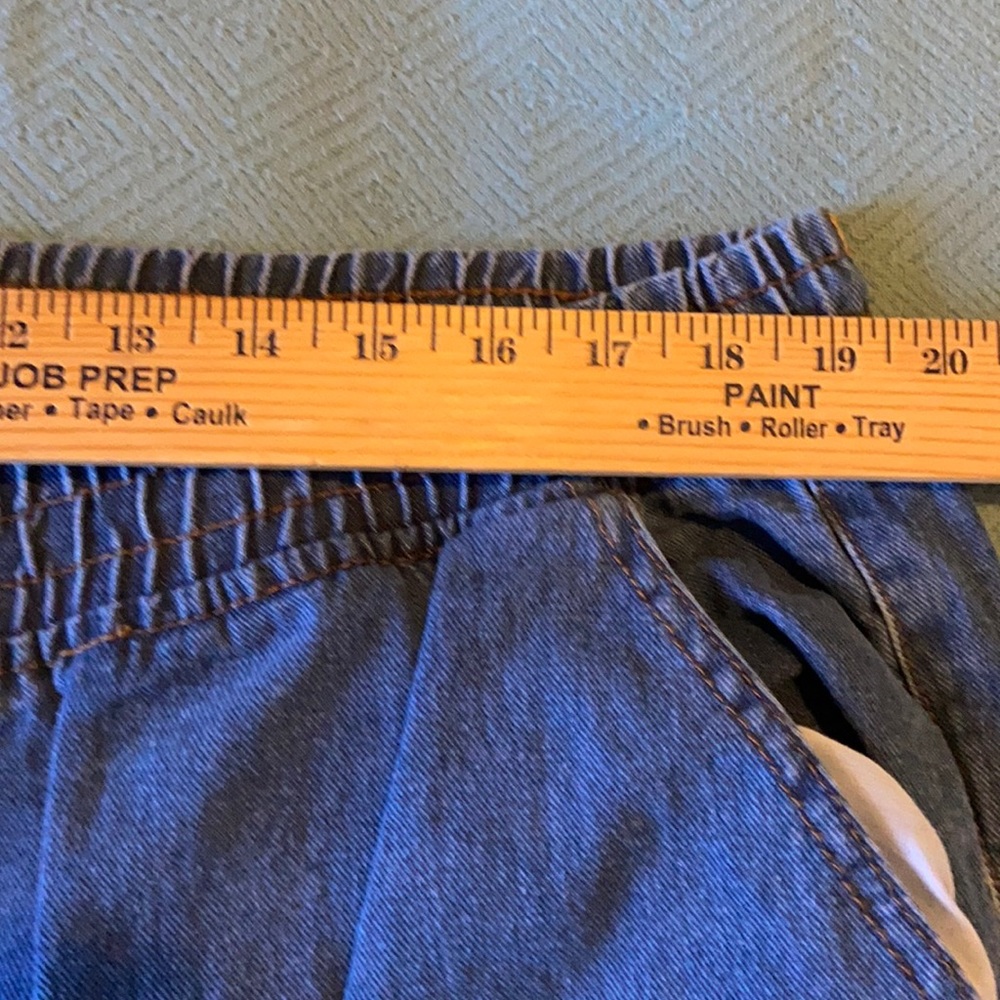 12 13 14 15 16 17 18 19 20
JOB PREP PAINT
• Tape • Caulk • Brush • Roller • Tray